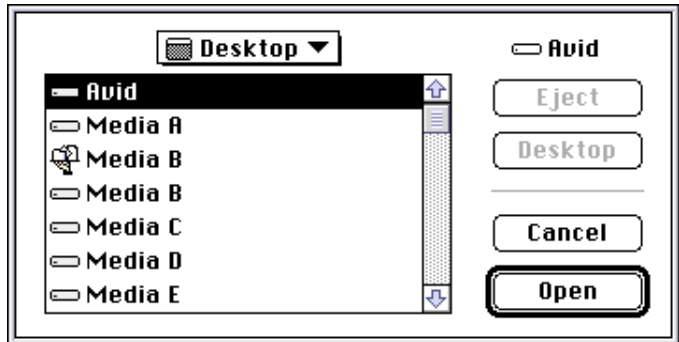 Desktop
Avid
Media A
Media B
Media B
Media C
Media D
Media E
Avid
Eject
Desktop
Cancel
Open